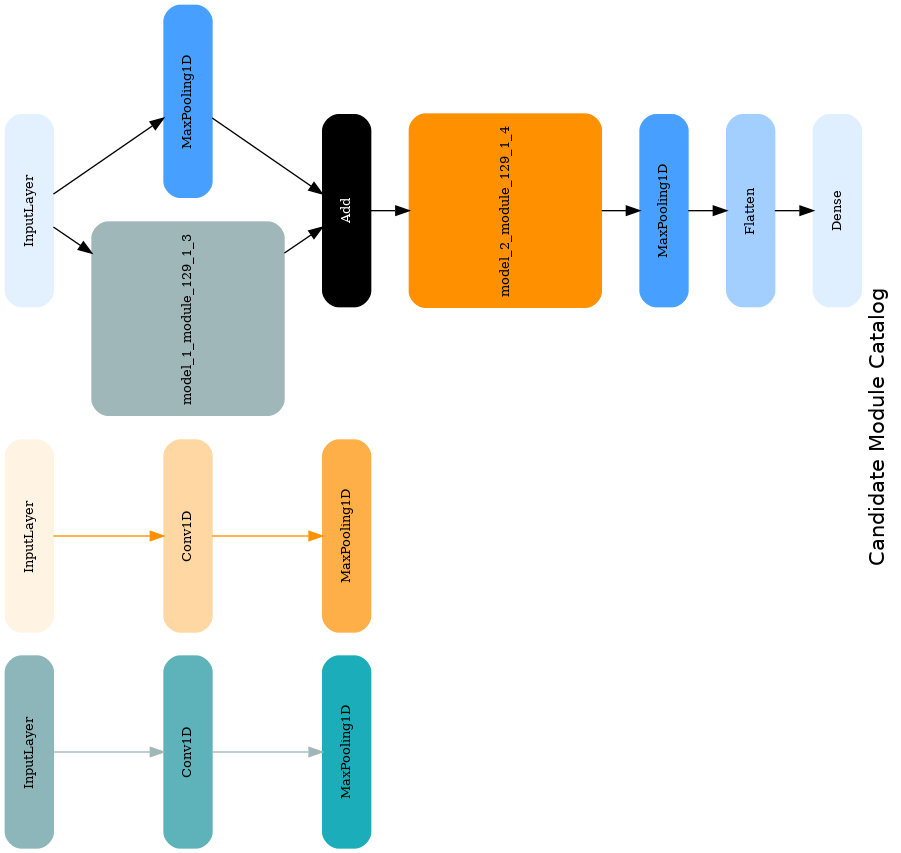 InputLayer
MaxPooling1D
model_1_module_129_1_3
Add
model_2_module_129_1_4
MaxPooling1D
Flatten
Dense
InputLayer
Conv1D
MaxPooling1D
InputLayer
Conv1D
MaxPooling1D
Candidate Module Catalog